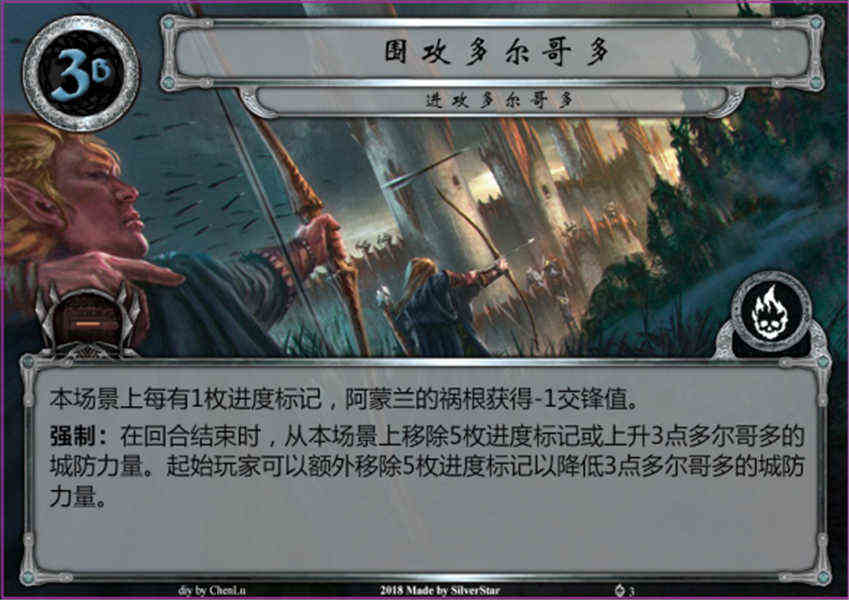 3B
围攻多尔哥多
进攻多尔哥多
本场景上每有1枚进度标记，阿蒙兰的祸根获得-1交锋值。
强制：在回合结束时，从本场景上移除5枚进度标记或上升3点多尔哥多的
城防力量。起始玩家可以额外移除5枚进度标记以降低3点多尔哥多的城防
力量。
diy by ChenLu
2018 Made by SilverStar
3